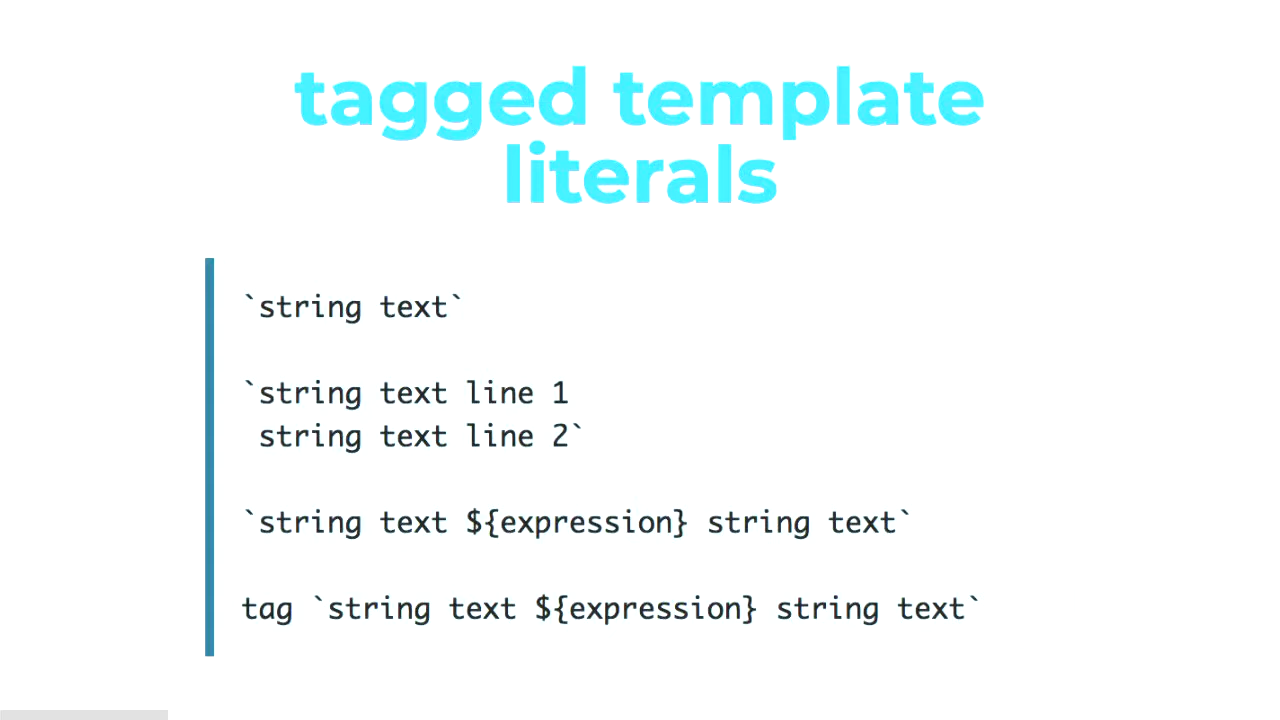 tagged template
literals
`string text`
`string text line 1
 string text line 2`
`string text ${expression} string text`
tag `string text ${expression} string text`